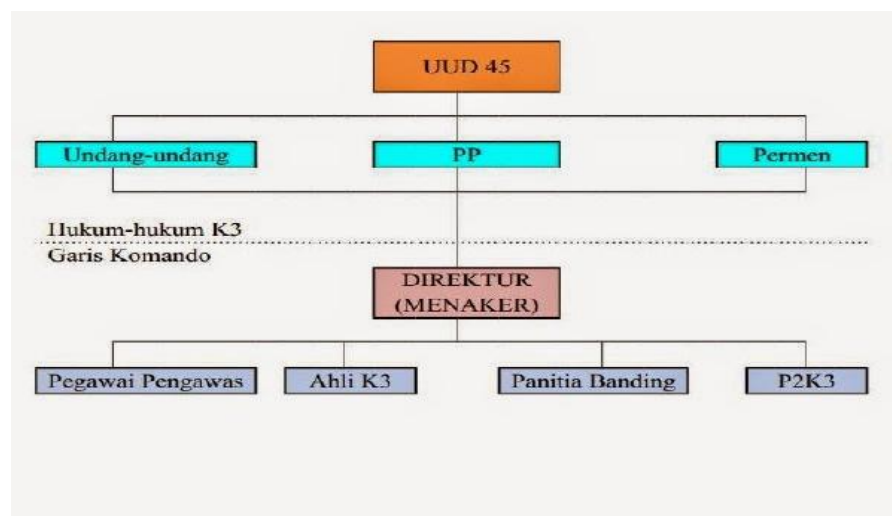 UUD 45
Undang-undang
PP
Permen
Hukum-hukum K3
Garis Komando
DIREKTUR
(MENAKER)
Pegawai Pengawas
Ahli K3
Panitia Banding
P2K3